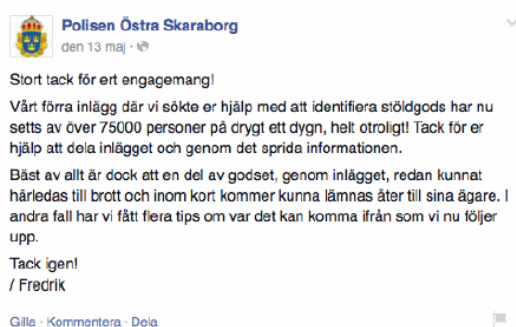 Polisen Östra Skaraborg
den 13 maj ·
Stort tack för ert engagemang!
Vårt förra inlägg där vi sökte er hjälp med att identifiera stöldgods har nu
setts av över 75000 personer på drygt ett dygn, helt otroligt! Tack för er
hjälp att dela inlägget och genom det sprida informationen.
Bäst av allt är dock att en del av godset, genom inlägget, redan kunnat
härledas till brott och inom kort kommer kunna lämnas åter till sina ägare. I
andra fall har vi fått flera tips om var det kan komma ifrån som vi nu följer
upp.
Tack igen!
/ Fredrik
Gilla · Kommentera · Dela